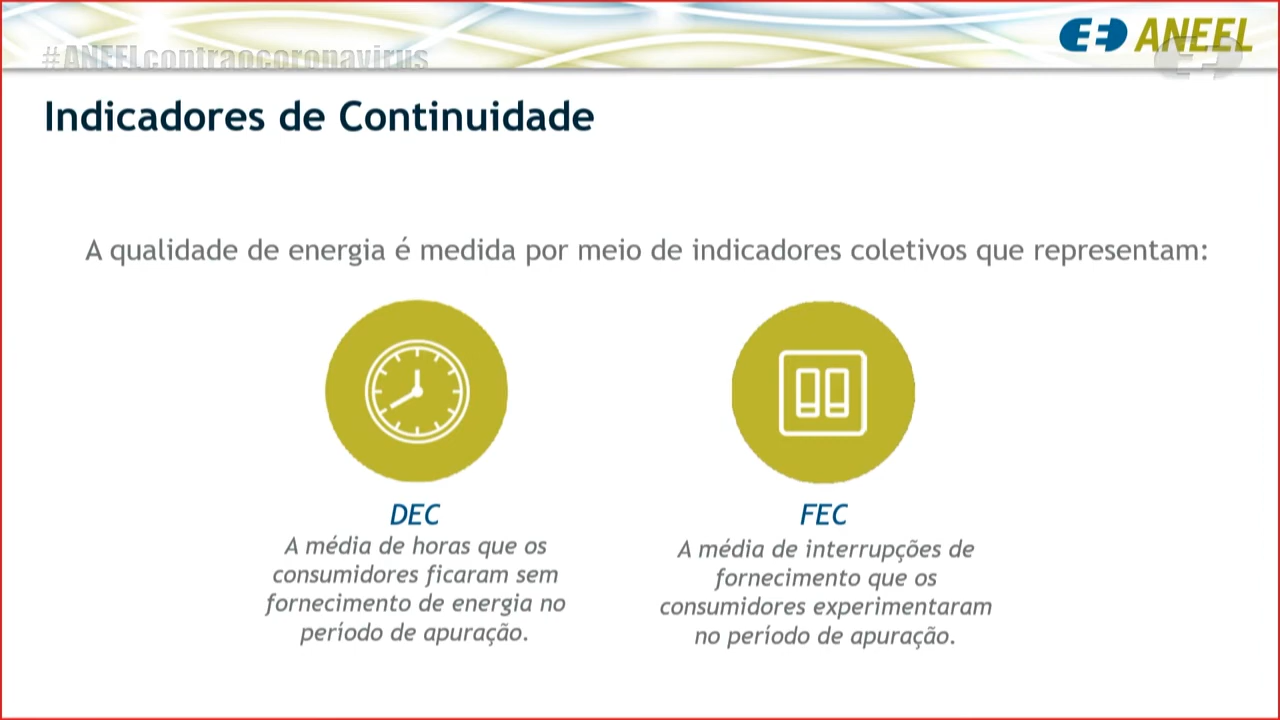 ANEEL
#ANEELcontraocoronavirus
Indicadores de Continuidade
A qualidade de energia é medida por meio de indicadores coletivos que representam:
DEC
A média de horas que os
consumidores ficaram sem
fornecimento de energia no
período de apuração.
FEC
A média de interrupções de
fornecimento que os
consumidores experimentaram
no período de apuração.